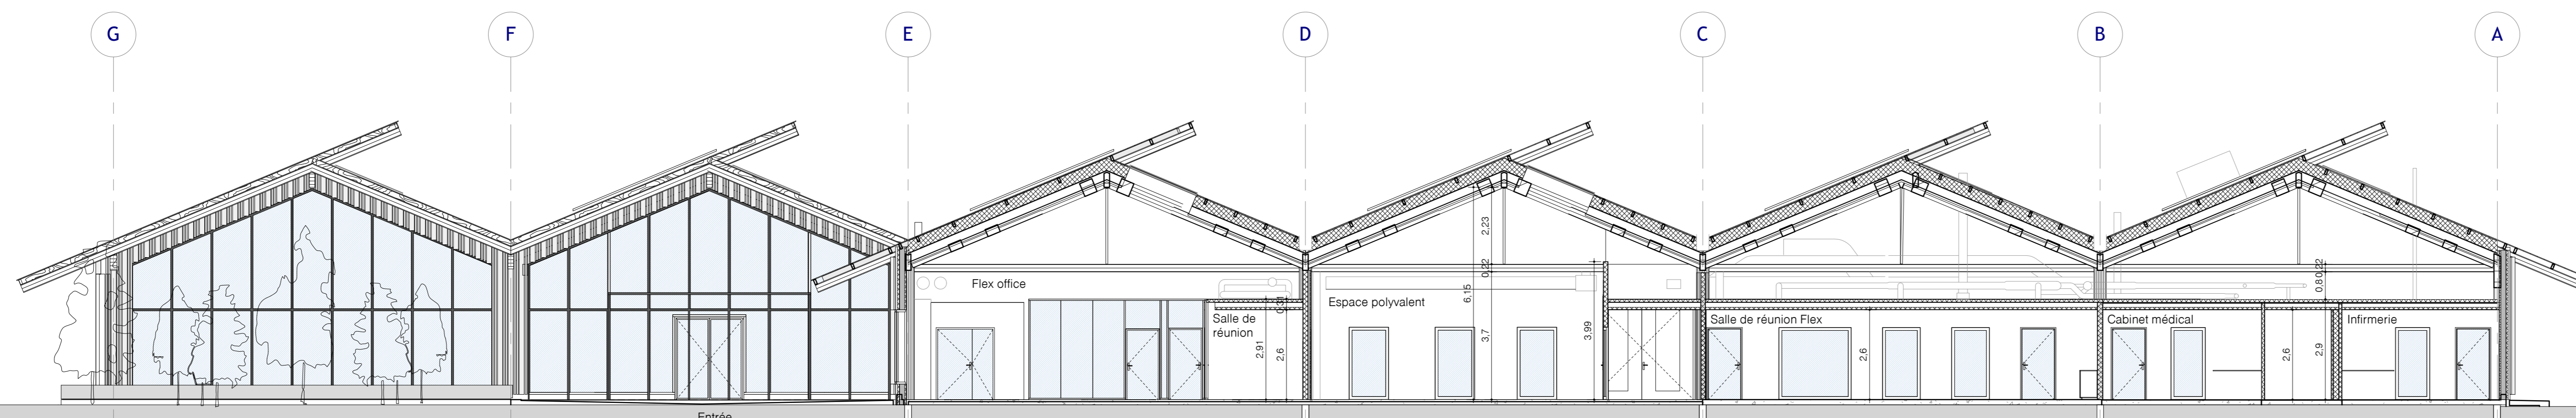 G
F
E
D
C
B
A
Flex office
Salle de
réunion
Espace polyvalent
Salle de réunion Flex
Cabinet médical
Infirmerie
Entrée
0,31
2,91
2,6
6,15
2,23
0,22
3,7
3,99
2,6
2,6
2,9
0,8
0,22